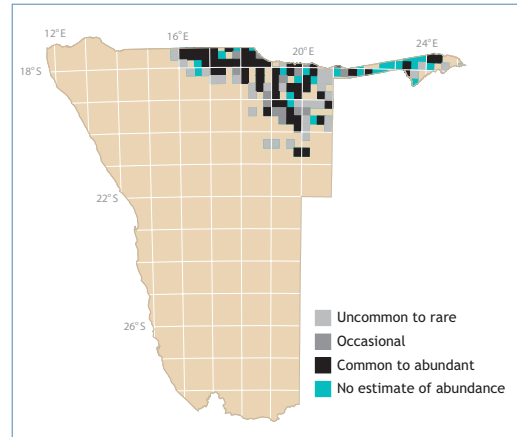 12°E
16°E
20°E
24°E
18°S
22°S
26°S
Uncommon to rare
Occasional
Common to abundant
No estimate of abundance